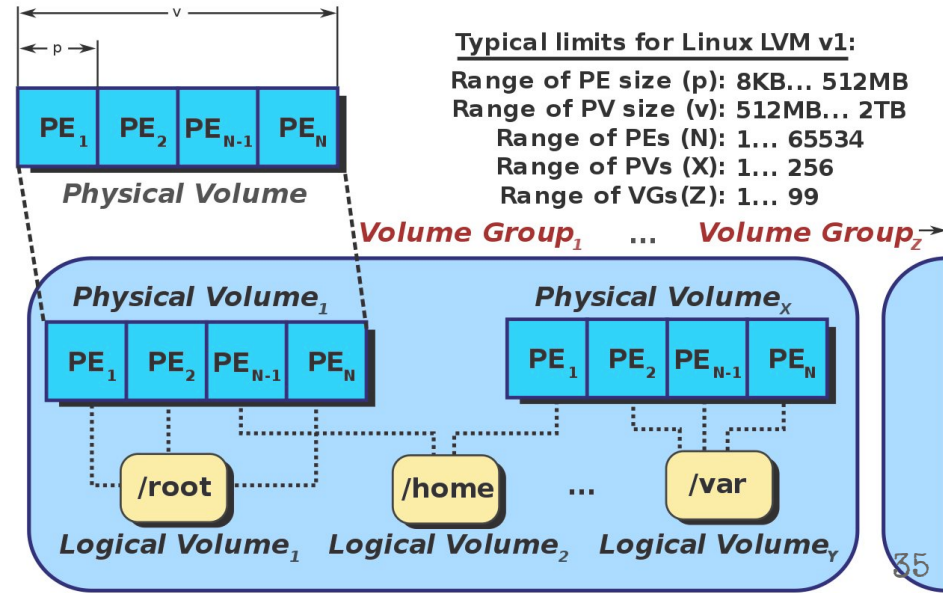 v
p
PE1 PE2 PEN-1 PEN
Physical Volume
Typical limits for Linux LVM v1:
Range of PE size (p): 8KB... 512MB
Range of PV size (v): 512MB... 2TB
Range of PEs (N): 1... 65534
Range of PVs (X): 1... 256
Range of VGs(Z): 1... 99
Volume Group1 ... Volume GroupZ
Physical Volume1 Physical VolumeX
PE1 PE2 PEN-1 PEN PE1 PE2 PEN-1 PEN
/root /home ... /var
Logical Volume1 Logical Volume2 Logical VolumeY
35